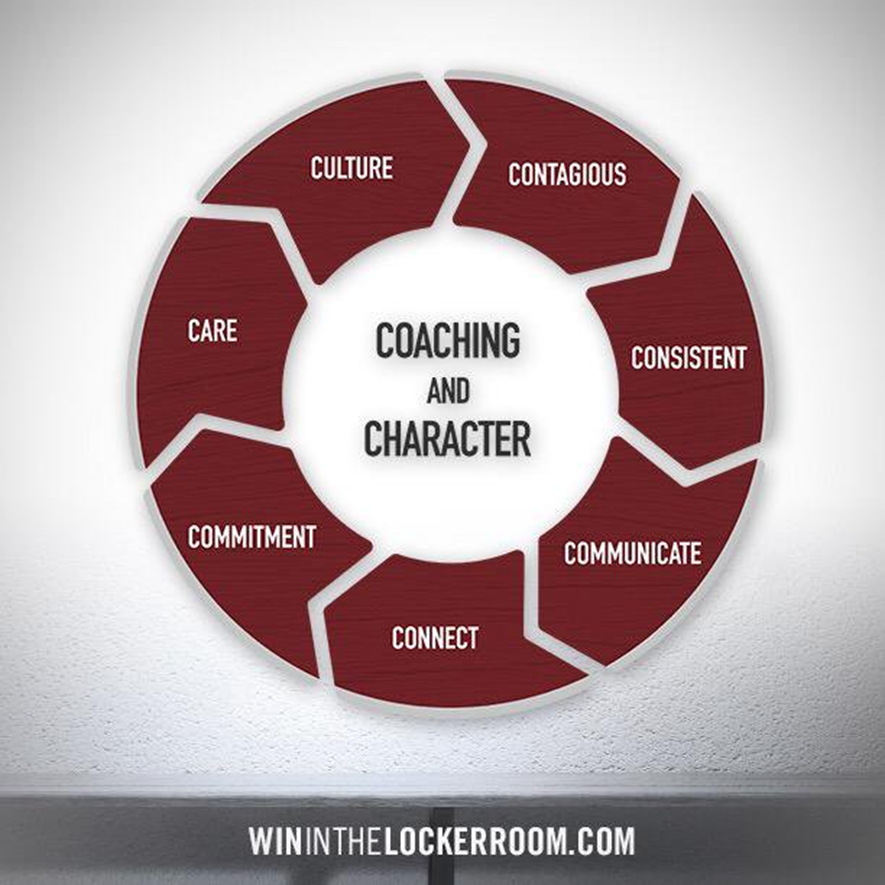 CULTURE
CONTAGIOUS
CONSISTENT
COMMUNICATE
CONNECT
COMMITMENT
CARE
COACHING
AND
CHARACTER
WININTHELOCKERROOM.COM